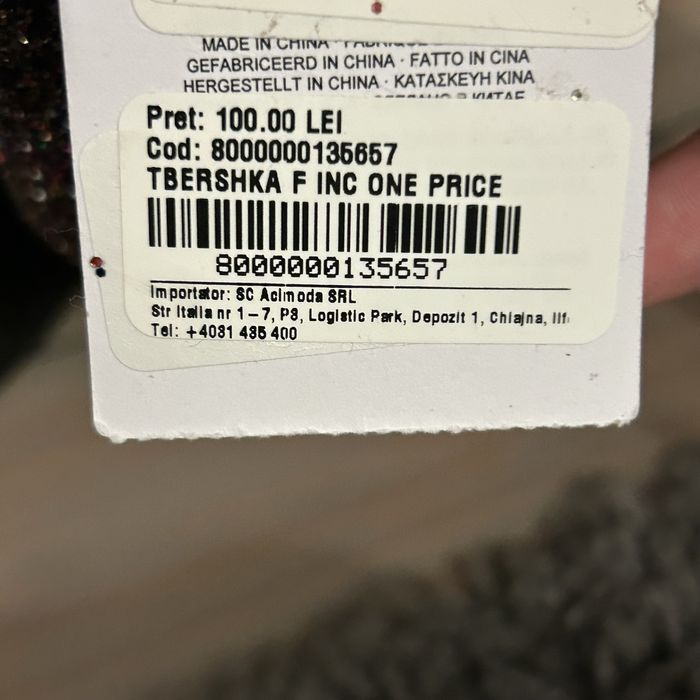 MADE IN CHINA
GEFABRICEERD IN CHINA · FATTO IN CINA
HERGESTELLT IN CHINA · ΚΑΤΑΣΚΕΥΗ ΚΙΝΑ
Pret: 100.00 LEI
Cod: 8000000135657
TBERSHKA F INC ONE PRICE
8000000135657
Importator: SC Acimoda SRL
Str Italia nr 1-7, P3, Logistic Park, Depozit 1, Chiajna, Ilf
Tel: +4031 435 400